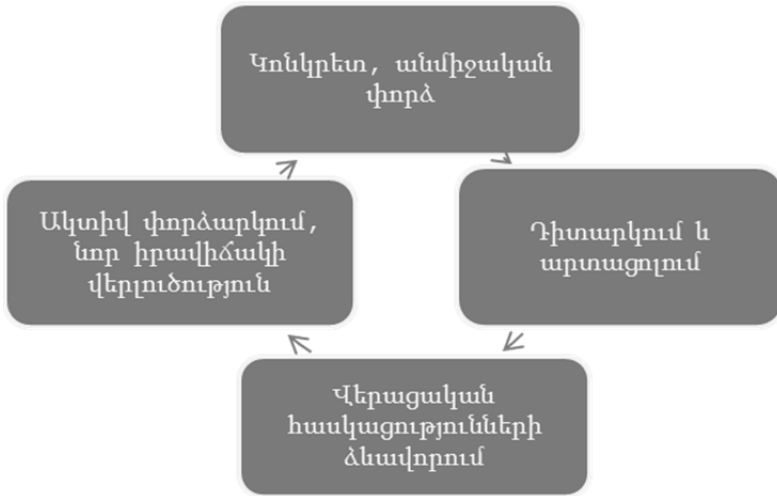 Կոնկրետ, անմիջական
փորձ
Դիտարկում և
արտացոլում
Վերացական
հասկացությունների
ձևավորում
Ակտիվ փորձարկում,
նոր իրավիճակի
վերլուծություն